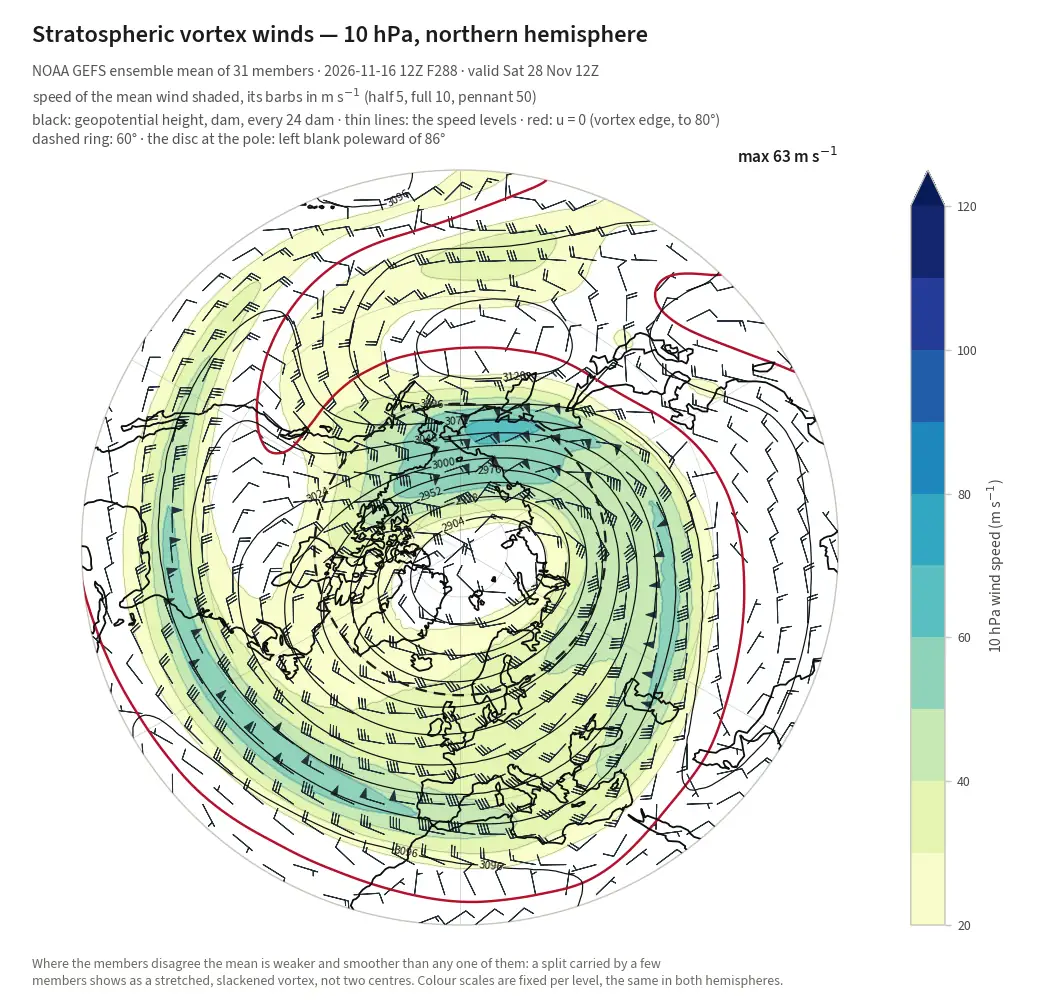 Stratospheric vortex winds — 10 hPa, northern hemisphere
NOAA GEFS ensemble mean of 31 members · 2026-11-16 12Z F288 · valid Sat 28 Nov 12Z
speed of the mean wind shaded, its barbs in m s⁻¹ (half 5, full 10, pennant 50)
black: geopotential height, dam, every 24 dam · thin lines: the speed levels · red: u = 0 (vortex edge, to 80°)
dashed ring: 60° · the disc at the pole: left blank poleward of 86°
max 63 m s⁻¹
120
100
80
60
40
20
10 hPa wind speed (m s⁻¹)
3096
3120
3000
2976
2952
3024
2904
3096
3096
Where the members disagree the mean is weaker and smoother than any one of them: a split carried by a few
members shows as a stretched, slackened vortex, not two centres. Colour scales are fixed per level, the same in both hemispheres.